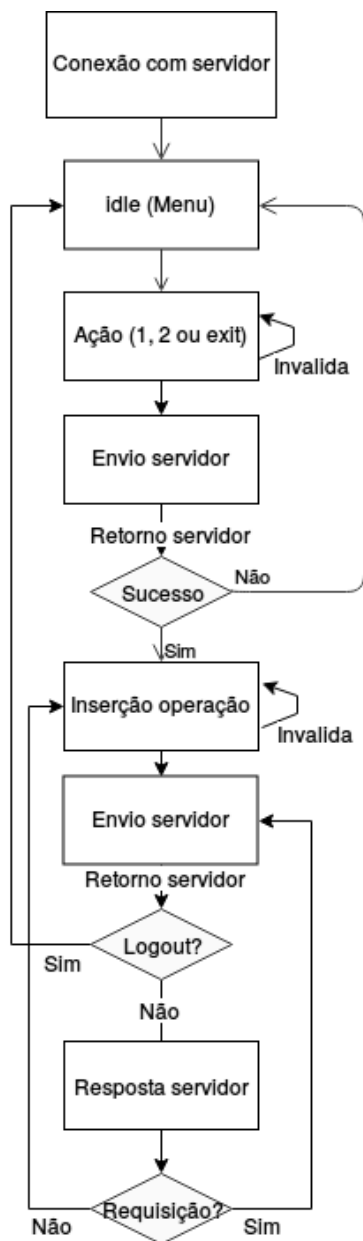 Conexão com servidor
idle (Menu)
Ação (1, 2 ou exit)
Invalida
Envio servidor
Retorno servidor
Sucesso
Não
Sim
Inserção operação
Invalida
Envio servidor
Retorno servidor
Logout?
Sim
Não
Resposta servidor
Requisição?
Não
Sim